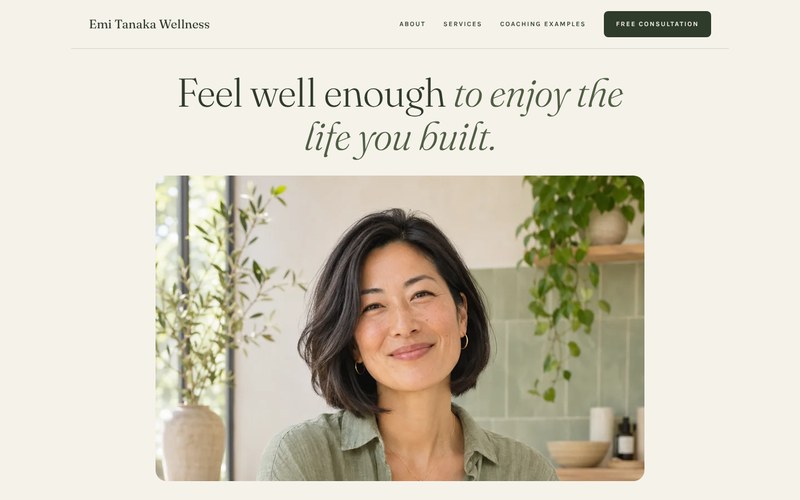 Emi Tanaka Wellness
ABOUT SERVICES COACHING EXAMPLES FREE CONSULTATION
Feel well enough to enjoy the
life you built.